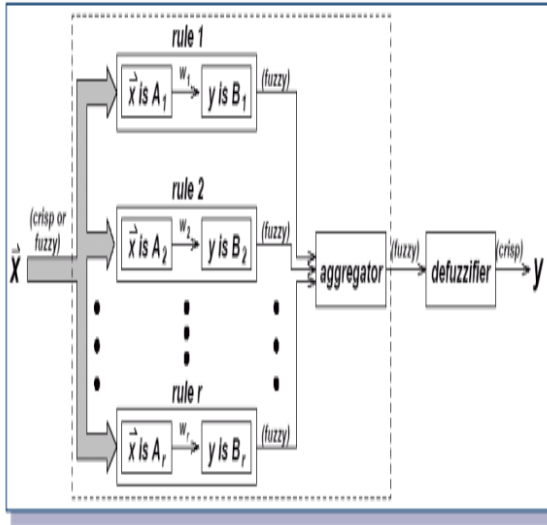 rule 1
x⃗ is A₁
w₁
y is B₁
(fuzzy)
rule 2
(crisp or
fuzzy)
x⃗
x⃗ is A₂
w₂
y is B₂
(fuzzy)
aggregator
(fuzzy)
defuzzifier
(crisp)
y
rule r
x⃗ is Aᵣ
wᵣ
y is Bᵣ
(fuzzy)